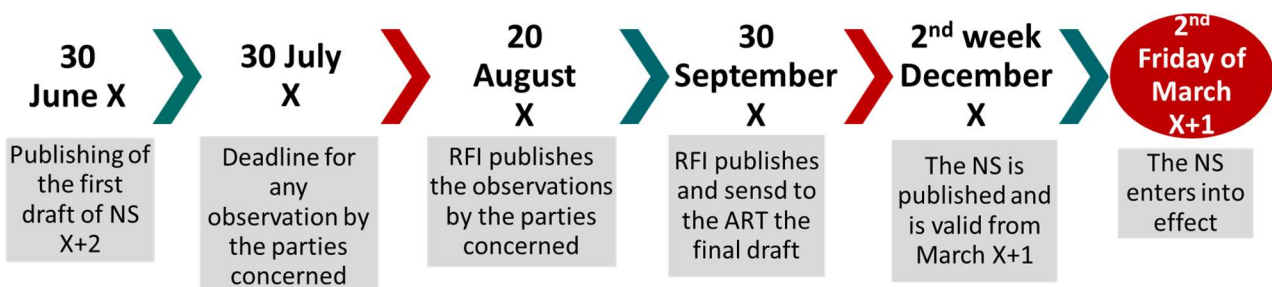 30
June X
Publishing of
the first
draft of NS
X+2
30 July
X
Deadline for
any
observation by
the parties
concerned
20
August
X
RFI publishes
the observations
by the parties
concerned
30
September
X
RFI publishes
and sensd to
the ART the
final draft
2nd week
December
X
The NS is
published and
is valid from
March X+1
2nd
Friday of
March
X+1
The NS
enters into
effect